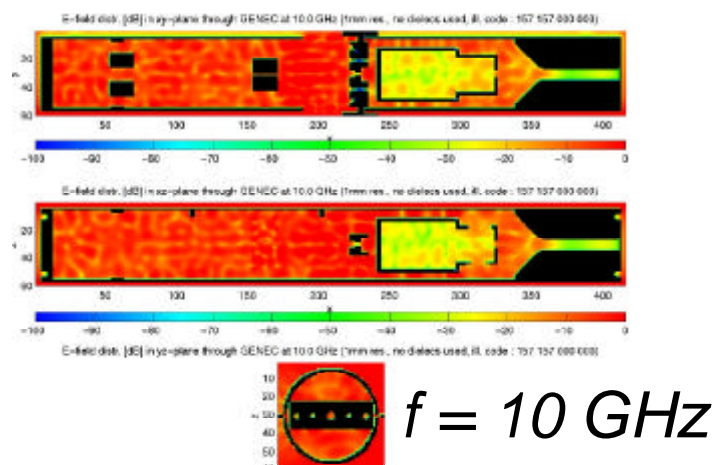 E-field distr. [dB] in xy-plane through GENEC at 10.0 GHz (1mm res., no dielecs used, ill. code : 157 157 000 000)
20
40
60
50 100 150 200 250 300 350 400
x
-100 -90 -80 -70 -60 -50 -40 -30 -20 -10 0
E-field distr. [dB] in xz-plane through GENEC at 10.0 GHz (1mm res., no dielecs used, ill. code : 157 157 000 000)
20
40
60
50 100 150 200 250 300 350 400
x
-100 -90 -80 -70 -60 -50 -40 -30 -20 -10 0
E-field distr. [dB] in yz-plane through GENEC at 10.0 GHz (1mm res., no dielecs used, ill. code : 157 157 000 000)
10
20
30
40
50
f = 10 GHz